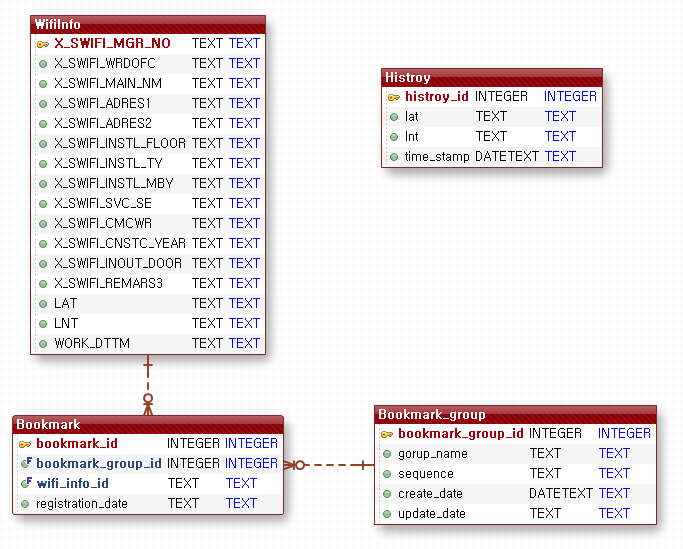 WifiInfo
X_SWIFI_MGR_NO TEXT TEXT
X_SWIFI_WRDOFC TEXT TEXT
X_SWIFI_MAIN_NM TEXT TEXT
X_SWIFI_ADRES1 TEXT TEXT
X_SWIFI_ADRES2 TEXT TEXT
X_SWIFI_INSTL_FLOOR TEXT TEXT
X_SWIFI_INSTL_TY TEXT TEXT
X_SWIFI_INSTL_MBY TEXT TEXT
X_SWIFI_SVC_SE TEXT TEXT
X_SWIFI_CMCWR TEXT TEXT
X_SWIFI_CNSTC_YEAR TEXT TEXT
X_SWIFI_INOUT_DOOR TEXT TEXT
X_SWIFI_REMARS3 TEXT TEXT
LAT TEXT TEXT
LNT TEXT TEXT
WORK_DTTM TEXT TEXT
Histroy
histroy_id INTEGER INTEGER
lat TEXT TEXT
lnt TEXT TEXT
time_stamp DATETEXT TEXT
Bookmark
bookmark_id INTEGER INTEGER
bookmark_group_id INTEGER INTEGER
wifi_info_id TEXT TEXT
registration_date TEXT TEXT
Bookmark_group
bookmark_group_id INTEGER INTEGER
gorup_name TEXT TEXT
sequence TEXT TEXT
create_date DATETEXT TEXT
update_date TEXT TEXT